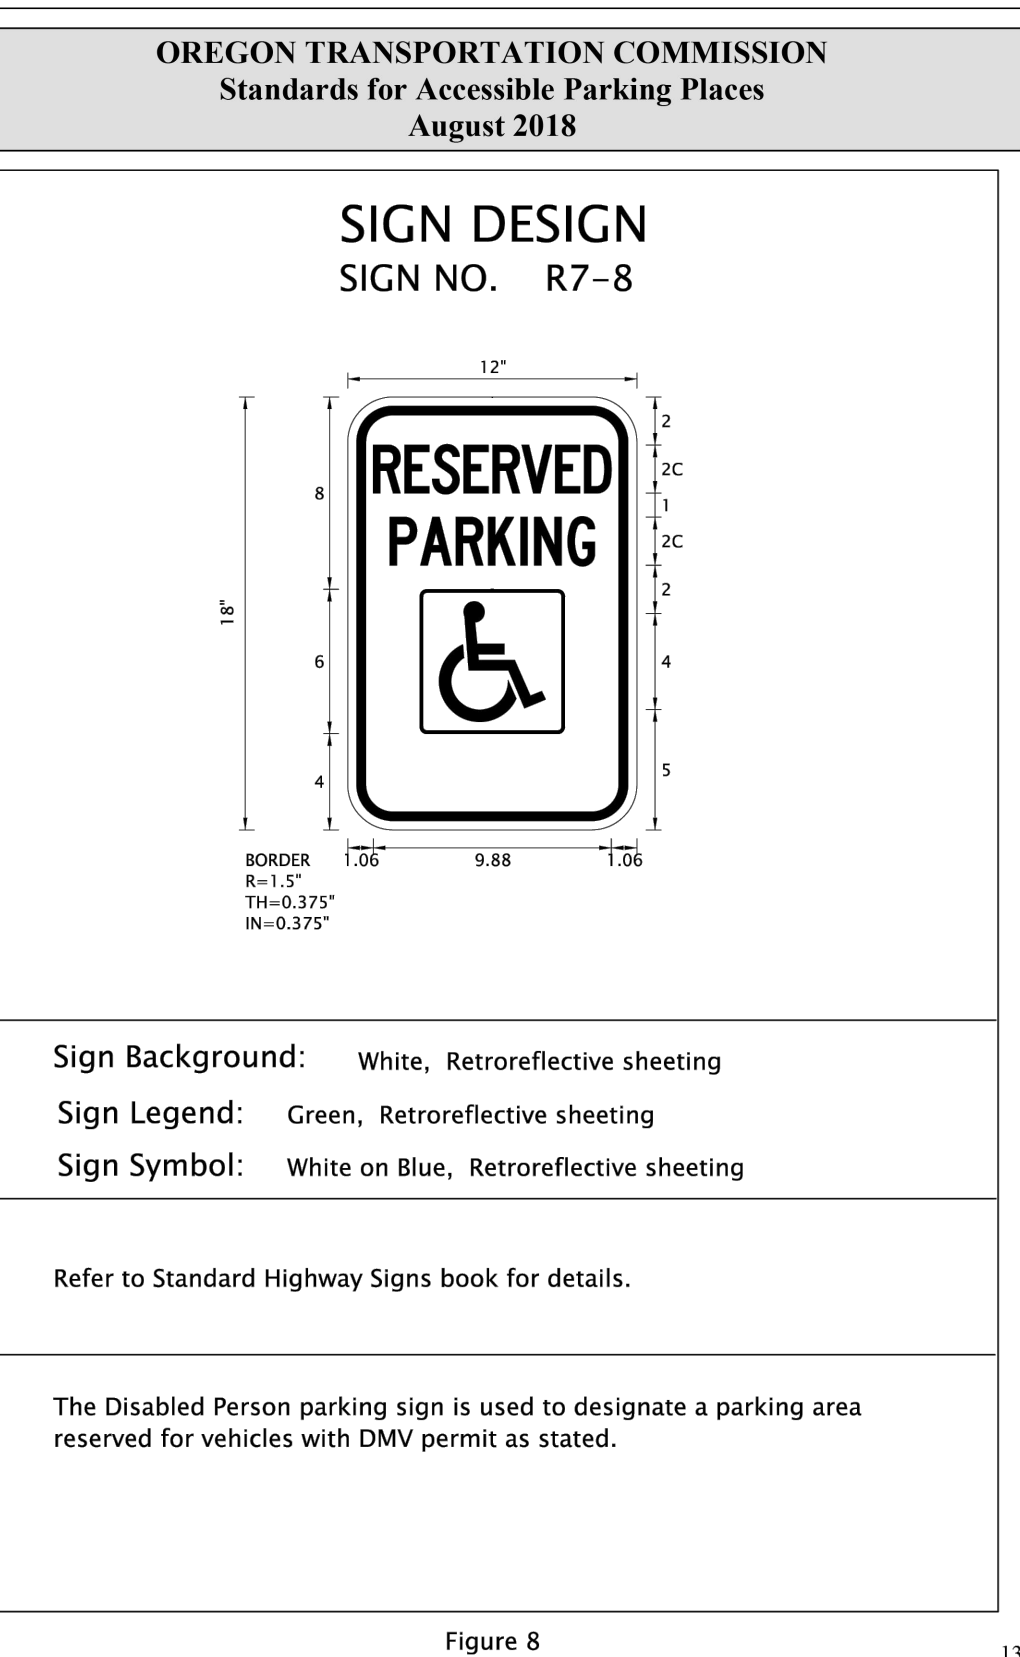 OREGON TRANSPORTATION COMMISSION
Standards for Accessible Parking Places
August 2018
SIGN DESIGN
SIGN NO. R7-8
12"
2
RESERVED
2C
8
1
PARKING
2C
2
18"
6
4
5
4
BORDER
1.06
9.88
1.06
R=1.5"
TH=0.375"
IN=0.375"
Sign Background: White, Retroreflective sheeting
Sign Legend: Green, Retroreflective sheeting
Sign Symbol: White on Blue, Retroreflective sheeting
Refer to Standard Highway Signs book for details.
The Disabled Person parking sign is used to designate a parking area
reserved for vehicles with DMV permit as stated.
Figure 8
13